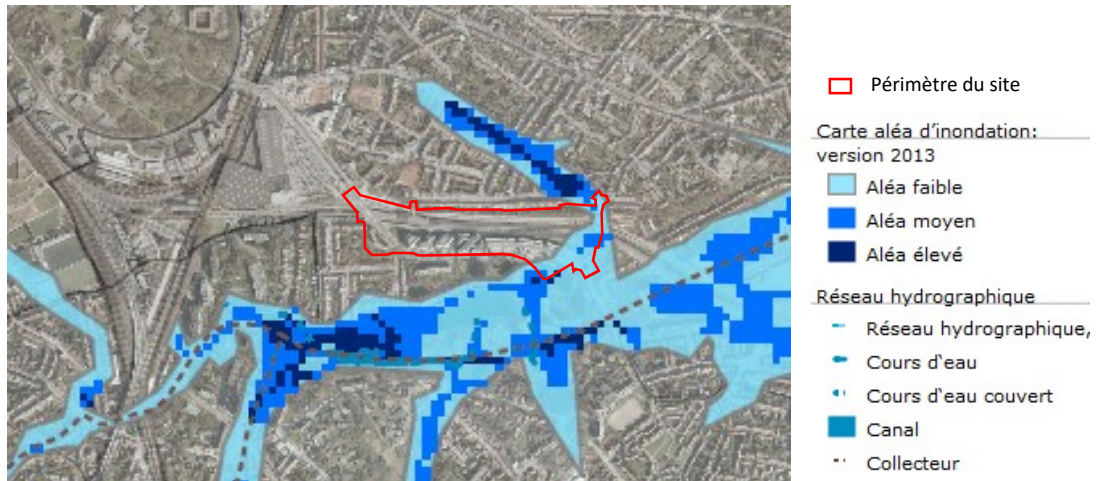 Périmètre du site
Carte aléa d'inondation:
version 2013
Aléa faible
Aléa moyen
Aléa élevé
Réseau hydrographique
Réseau hydrographique,
Cours d'eau
Cours d'eau couvert
Canal
Collecteur